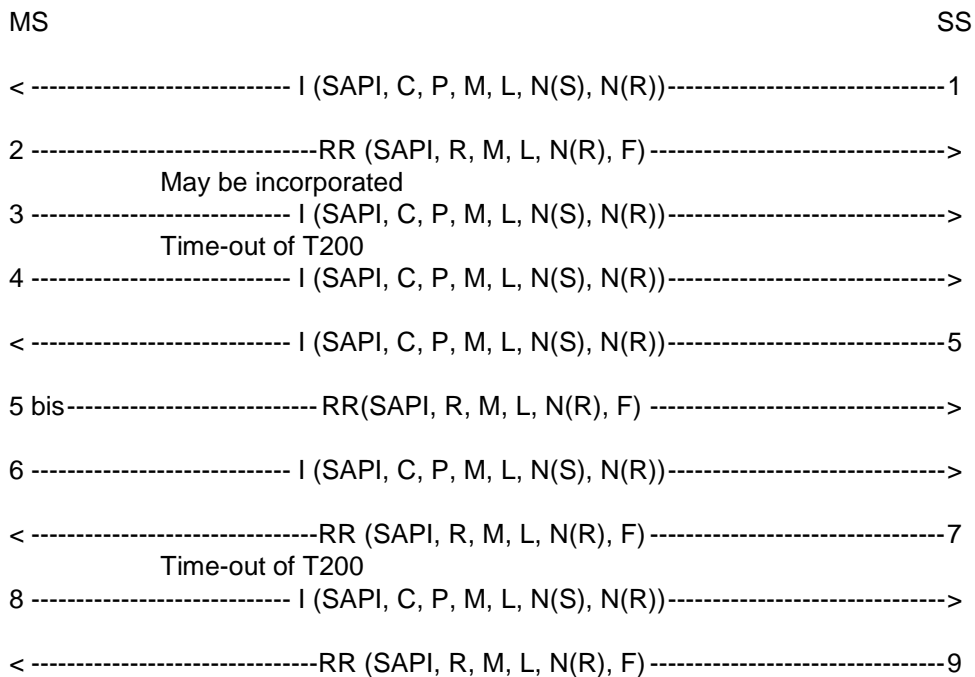 MS SS
< ----------------------------- I (SAPI, C, P, M, L, N(S), N(R))-------------------------------1
2 --------------------------------RR (SAPI, R, M, L, N(R), F) ---------------------------------->
May be incorporated
3 ----------------------------- I (SAPI, C, P, M, L, N(S), N(R))------------------------------->
Time-out of T200
4 ----------------------------- I (SAPI, C, P, M, L, N(S), N(R))------------------------------->
< ----------------------------- I (SAPI, C, P, M, L, N(S), N(R))-------------------------------5
5 bis---------------------------- RR(SAPI, R, M, L, N(R), F) --------------------------------->
6 ----------------------------- I (SAPI, C, P, M, L, N(S), N(R))------------------------------->
< --------------------------------RR (SAPI, R, M, L, N(R), F) ---------------------------------7
Time-out of T200
8 ----------------------------- I (SAPI, C, P, M, L, N(S), N(R))------------------------------->
< --------------------------------RR (SAPI, R, M, L, N(R), F) ---------------------------------9